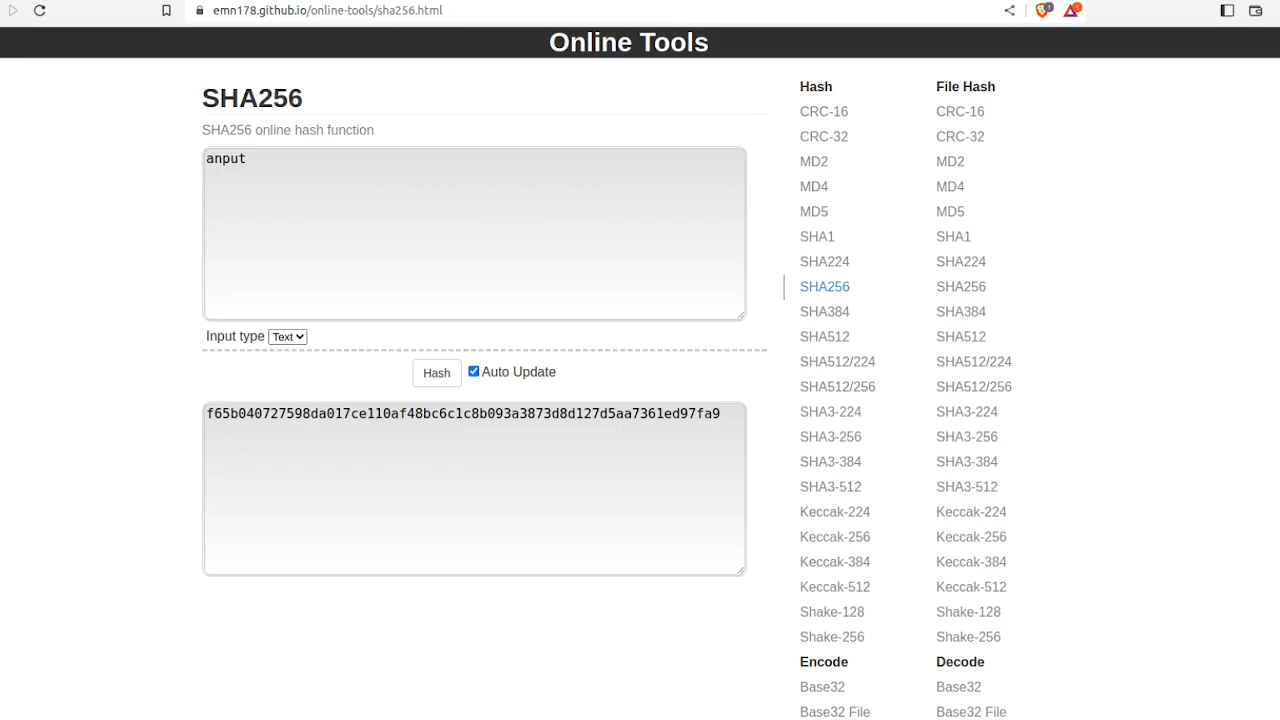 emn178.github.io/online-tools/sha256.html
1
1
Online Tools
SHA256
SHA256 online hash function
anput
Input type Text
Hash Auto Update
f65b040727598da017ce110af48bc6c1c8b093a3873d8d127d5aa7361ed97fa9
Hash
CRC-16
CRC-32
MD2
MD4
MD5
SHA1
SHA224
SHA256
SHA384
SHA512
SHA512/224
SHA512/256
SHA3-224
SHA3-256
SHA3-384
SHA3-512
Keccak-224
Keccak-256
Keccak-384
Keccak-512
Shake-128
Shake-256
Encode
Base32
Base32 File
File Hash
CRC-16
CRC-32
MD2
MD4
MD5
SHA1
SHA224
SHA256
SHA384
SHA512
SHA512/224
SHA512/256
SHA3-224
SHA3-256
SHA3-384
SHA3-512
Keccak-224
Keccak-256
Keccak-384
Keccak-512
Shake-128
Shake-256
Decode
Base32
Base32 File